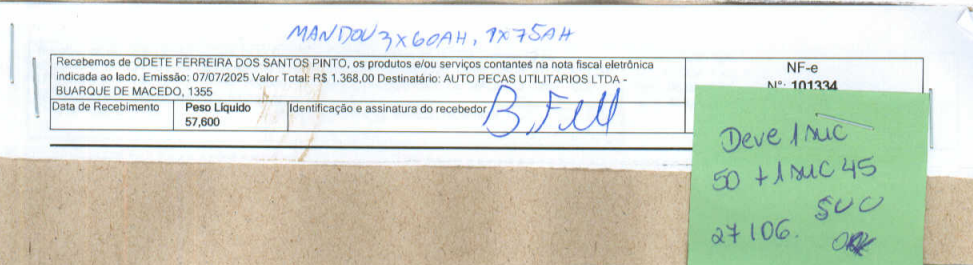 MANDOU 3X60AH, 1X75AH
Recebemos de ODETE FERREIRA DOS SANTOS PINTO, os produtos e/ou serviços contantes na nota fiscal eletrônica
indicada ao lado. Emissão: 07/07/2025 Valor Total: R$ 1.368,00 Destinatário: AUTO PECAS UTILITARIOS LTDA -
BUARQUE DE MACEDO, 1355
NF-e
Nº: 101334
Data de Recebimento
Peso Líquido
57,600
Identificação e assinatura do recebedor
Deve 1 suc
50 + 1 suc 45
SUC
27106.